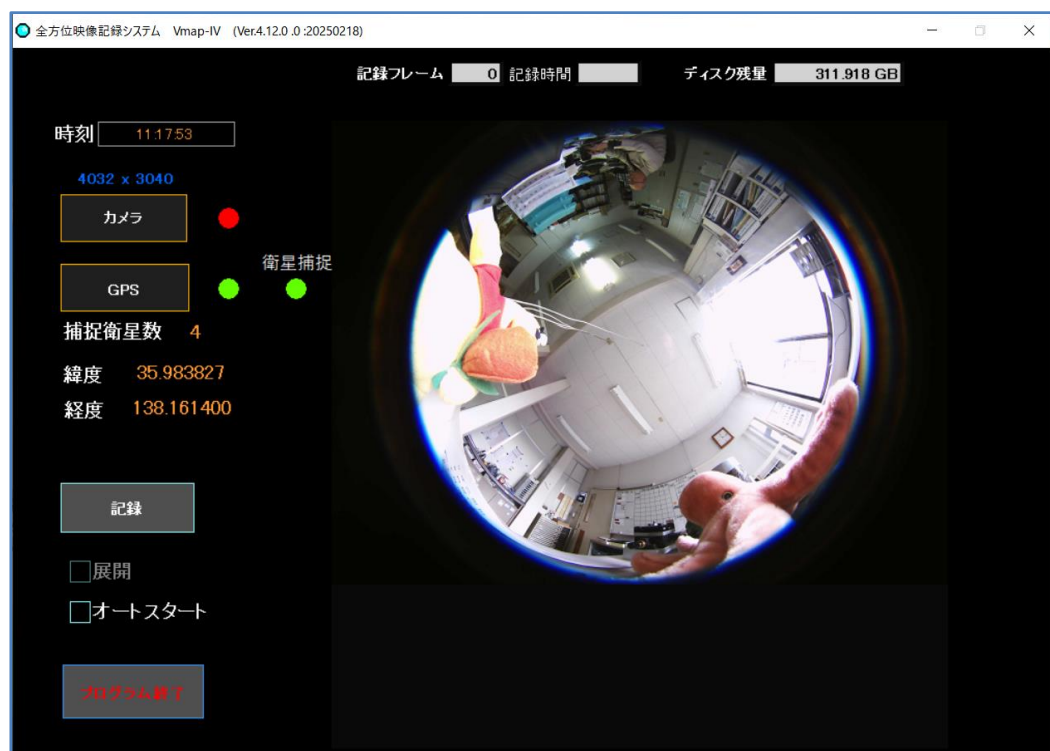 全方位映像記録システム Vmap-IV (Ver.4.12.0 .0 :20250218)
記録フレーム 0 記録時間 ディスク残量 311.918 GB
時刻 11:17:53
4032 x 3040
カメラ
衛星捕捉
GPS
捕捉衛星数 4
緯度 35.983827
経度 138.161400
記録
展開
オートスタート
プログラム終了